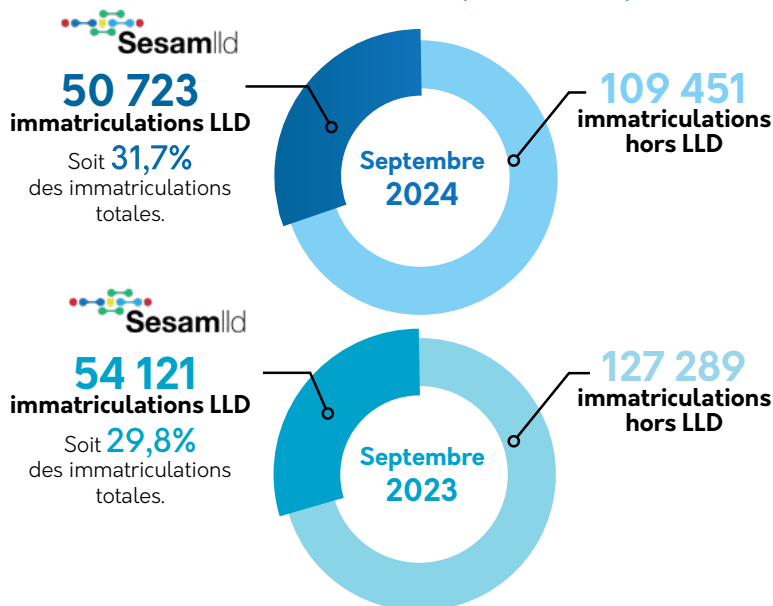 Sesamlld
50 723
immatriculations LLD
Soit 31,7%
des immatriculations
totales.
Septembre
2024
109 451
immatriculations
hors LLD
Sesamlld
54 121
immatriculations LLD
Soit 29,8%
des immatriculations
totales.
Septembre
2023
127 289
immatriculations
hors LLD